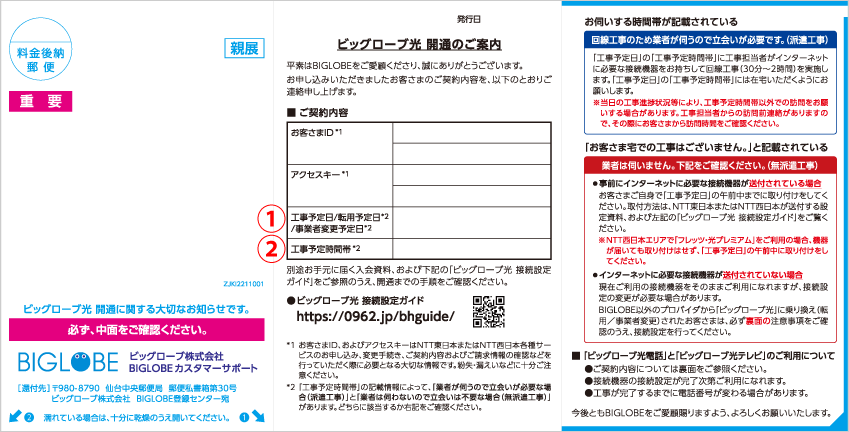 料金後納
郵便
親展
重要
ZJKI2211001
ビッグローブ光 開通に関する大切なお知らせです。
必ず、中面をご確認ください。
BIGLOBE
ビッグローブ株式会社
BIGLOBEカスタマーサポート
[還付先]〒980-8790 仙台中央郵便局 郵便私書箱第30号
ビッグローブ株式会社 BIGLOBE登録センター宛
② 濡れている場合は、十分に乾燥のうえ開いてください。 ①
発行日
ビッグローブ光 開通のご案内
平素はBIGLOBEをご愛顧くださり、誠にありがとうございます。
お申し込みいただきましたお客さまのご契約内容を、以下のとおりご
連絡申し上げます。
■ ご契約内容
お客さまID*1
アクセスキー*1
①
工事予定日/転用予定日*2
/事業者変更予定日*2
②
工事予定時間帯*2
別途お手元に届く入会資料、および下記の「ビッグローブ光 接続設定
ガイド」をご参照のうえ、開通までの手順をご確認ください。
●ビッグローブ光 接続設定ガイド
https://0962.jp/bhguide/
*1 お客さまID、およびアクセスキーはNTT東日本またはNTT西日本各種サー
ビスのお申し込み、変更手続き、ご契約内容およびご請求情報の確認などを
行っていただく際に必要となる大切な情報です。紛失・漏えいなどに十分ご注
意ください。
*2 「工事予定時間帯」の記載情報によって、「業者が伺うので立会いが必要な場
合(派遣工事)」と「業者は伺わないので立会いは不要な場合(無派遣工事)」
があります。どちらに該当するか右記をご確認ください。
お伺いする時間帯が記載されている
回線工事のため業者が伺うので立会いが必要です。(派遣工事)
「工事予定日」の「工事予定時間帯」に工事担当者がインターネット
に必要な接続機器をお持ちして回線工事(30分～2時間)を実施し
ます。「工事予定日」の「工事予定時間帯」には在宅いただくようにお
願いします。
※当日の工事進捗状況等により、工事予定時間帯以外での訪問をお願
いする場合があります。工事担当者からの訪問前連絡がありますの
で、その際にお客さまから訪問時間をご確認ください。
「お客さま宅での工事はございません。」と記載されている
業者は伺いません。下記をご確認ください。(無派遣工事)
●事前にインターネットに必要な接続機器が送付されている場合
お客さまご自身で「工事予定日」の午前中までに取り付けをしてく
ださい。取付方法は、NTT東日本またはNTT西日本が送付する設
定資料、および左記の「ビッグローブ光 接続設定ガイド」をご覧く
ださい。
※NTT西日本エリアで「フレッツ・光プレミアム」をご利用の場合、機器
が届いても取り付けはせず、「工事予定日」の午前中に取り付けをし
てください。
●インターネットに必要な接続機器が送付されていない場合
現在ご利用の接続機器をそのままご利用になれますが、接続設
定の変更が必要な場合があります。
BIGLOBE以外のプロバイダから「ビッグローブ光」に乗り換え(転
用/事業者変更)されたお客さまは、必ず裏面の注意事項をご確
認のうえ、接続設定を行ってください。
■ 「ビッグローブ光電話」と「ビッグローブ光テレビ」のご利用について
●ご契約内容については裏面をご参照ください。
●接続機器の接続設定が完了次第ご利用になれます。
●工事が完了するまでに電話番号が変わる場合があります。
今後ともBIGLOBEをご愛顧賜りますよう、よろしくお願いいたします。